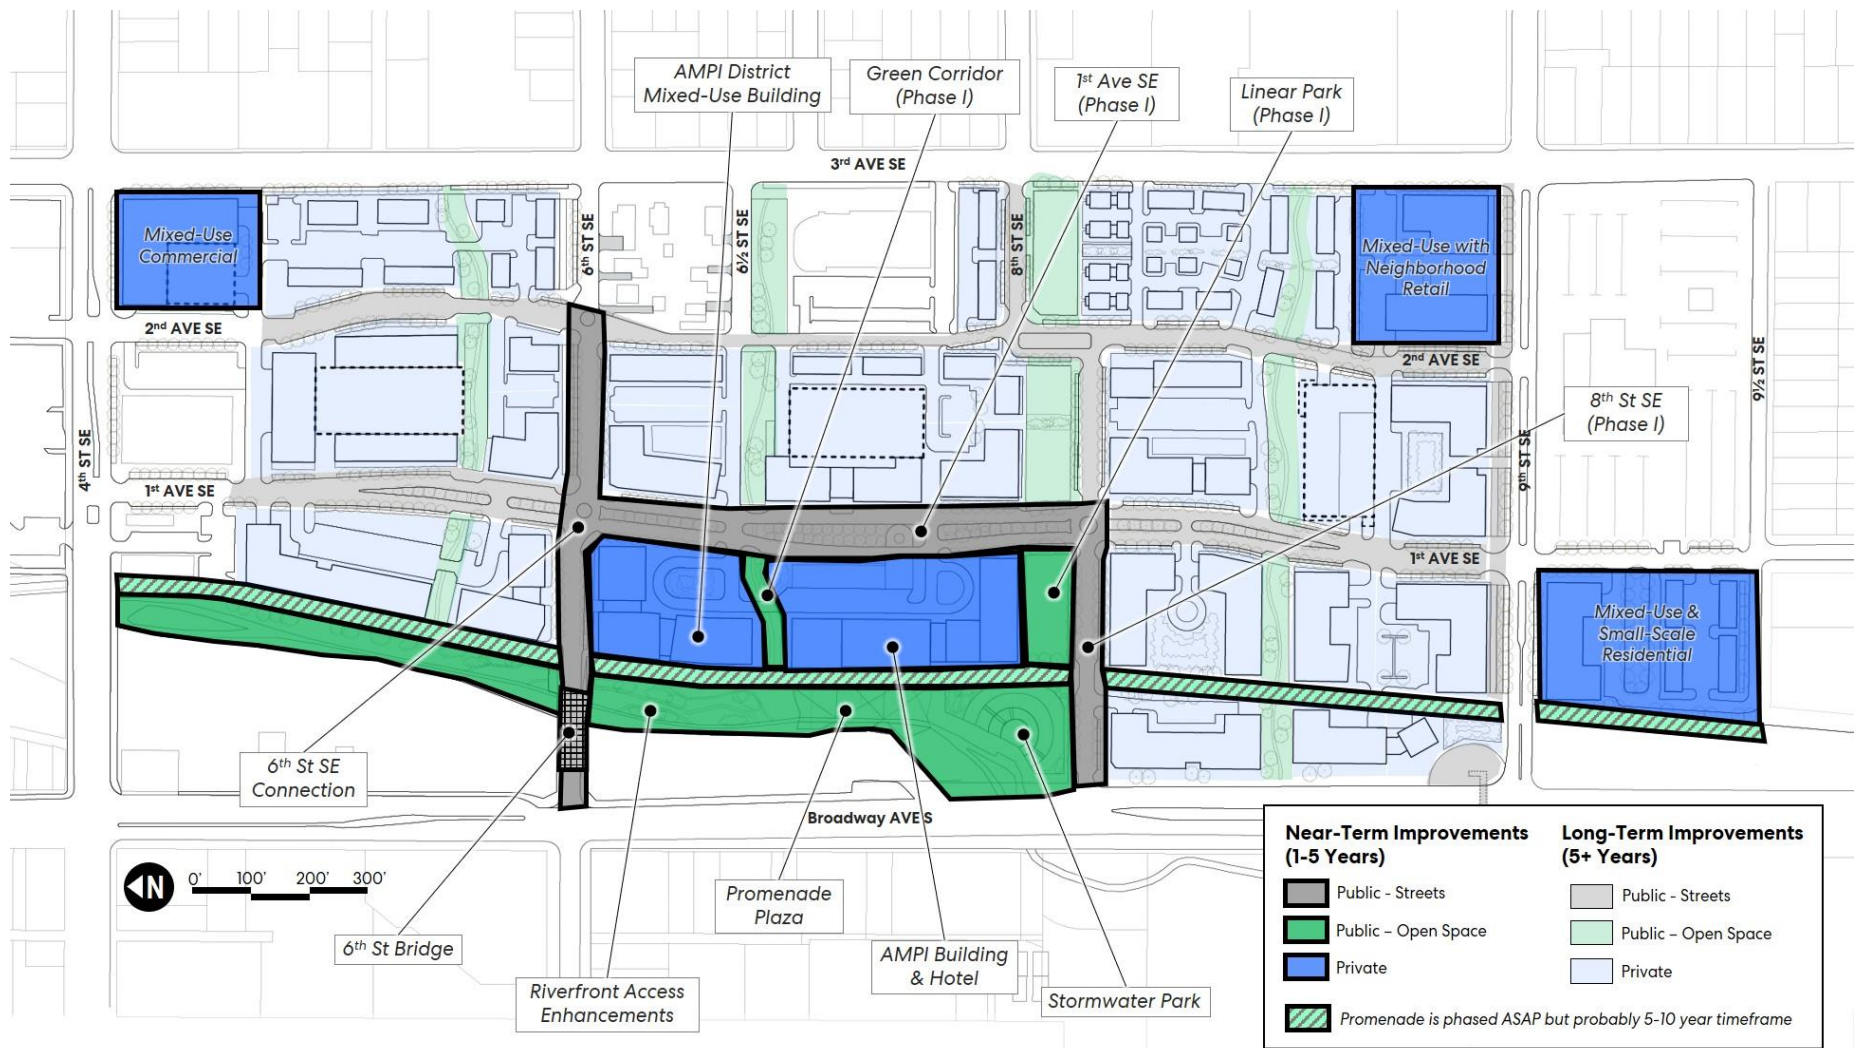 AMPI District
Mixed-Use Building
Green Corridor
(Phase I)
1st Ave SE
(Phase I)
Linear Park
(Phase I)
3rd AVE SE
Mixed-Use
Commercial
6th ST SE
6½ ST SE
8th ST SE
Mixed-Use with
Neighborhood
Retail
2nd AVE SE
2nd AVE SE
9½ ST SE
8th St SE
(Phase I)
4th ST SE
9th ST SE
1st AVE SE
1st AVE SE
Mixed-Use &
Small-Scale
Residential
6th St SE
Connection
Broadway AVE S
N
0' 100' 200' 300'
Promenade
Plaza
6th St Bridge
AMPI Building
& Hotel
Riverfront Access
Enhancements
Stormwater Park
Near-Term Improvements
(1-5 Years)
Public - Streets
Public – Open Space
Private
Long-Term Improvements
(5+ Years)
Public - Streets
Public – Open Space
Private
Promenade is phased ASAP but probably 5-10 year timeframe